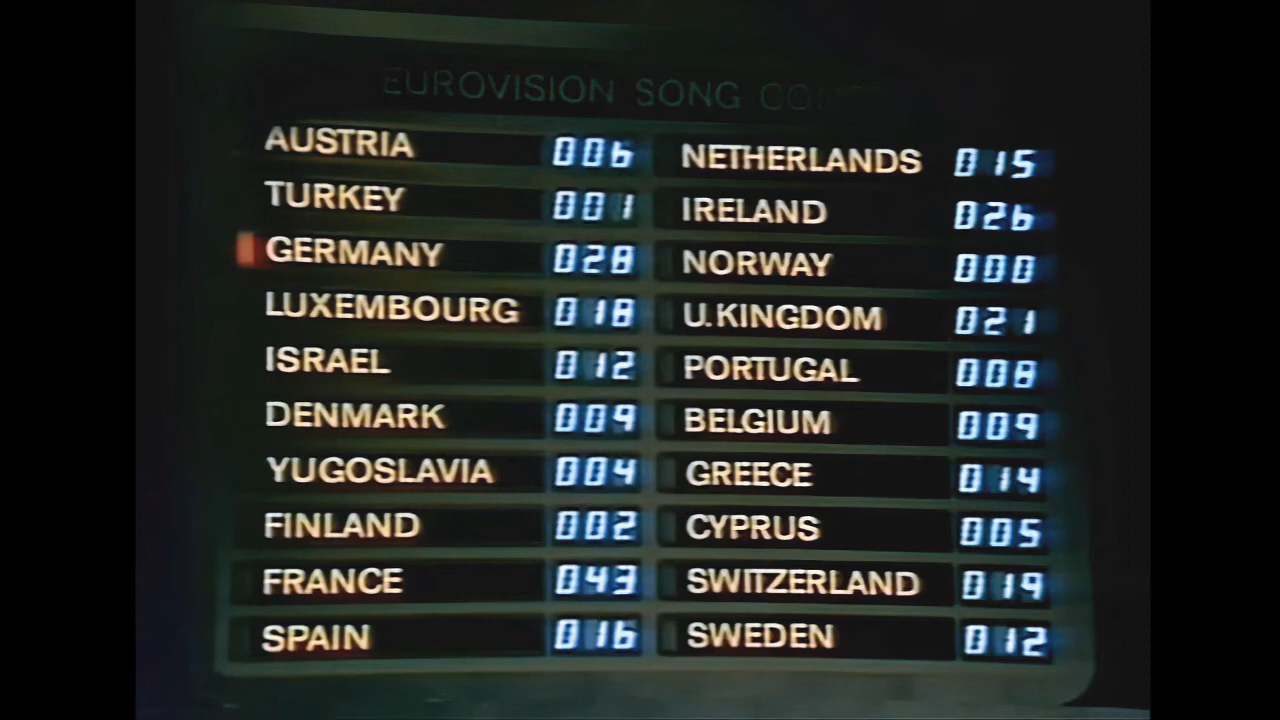 EUROVISION SONG CONT
AUSTRIA 006 NETHERLANDS 015
TURKEY 001 IRELAND 026
GERMANY 028 NORWAY 000
LUXEMBOURG 018 U.KINGDOM 021
ISRAEL 012 PORTUGAL 008
DENMARK 009 BELGIUM 009
YUGOSLAVIA 004 GREECE 014
FINLAND 002 CYPRUS 005
FRANCE 043 SWITZERLAND 019
SPAIN 016 SWEDEN 012